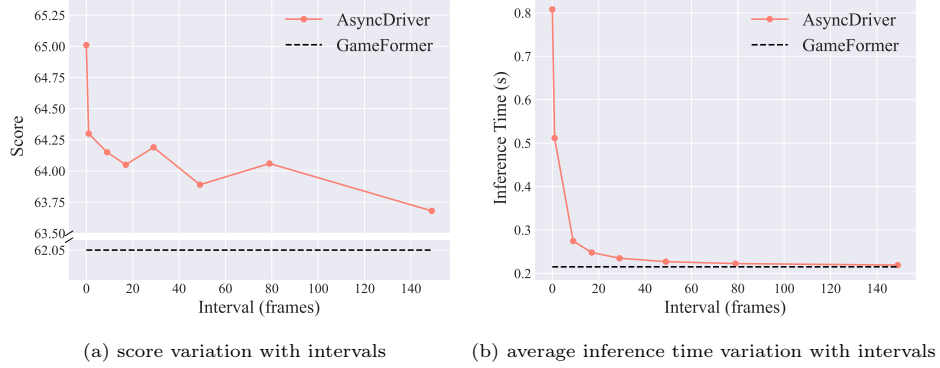 65.25
65.00
64.75
64.50
64.25
64.00
63.75
63.50
62.05
Score
AsyncDriver
GameFormer
0 20 40 60 80 100 120 140
Interval (frames)
(a) score variation with intervals
0.8
0.7
0.6
0.5
0.4
0.3
0.2
Inference Time (s)
AsyncDriver
GameFormer
0 20 40 60 80 100 120 140
Interval (frames)
(b) average inference time variation with intervals